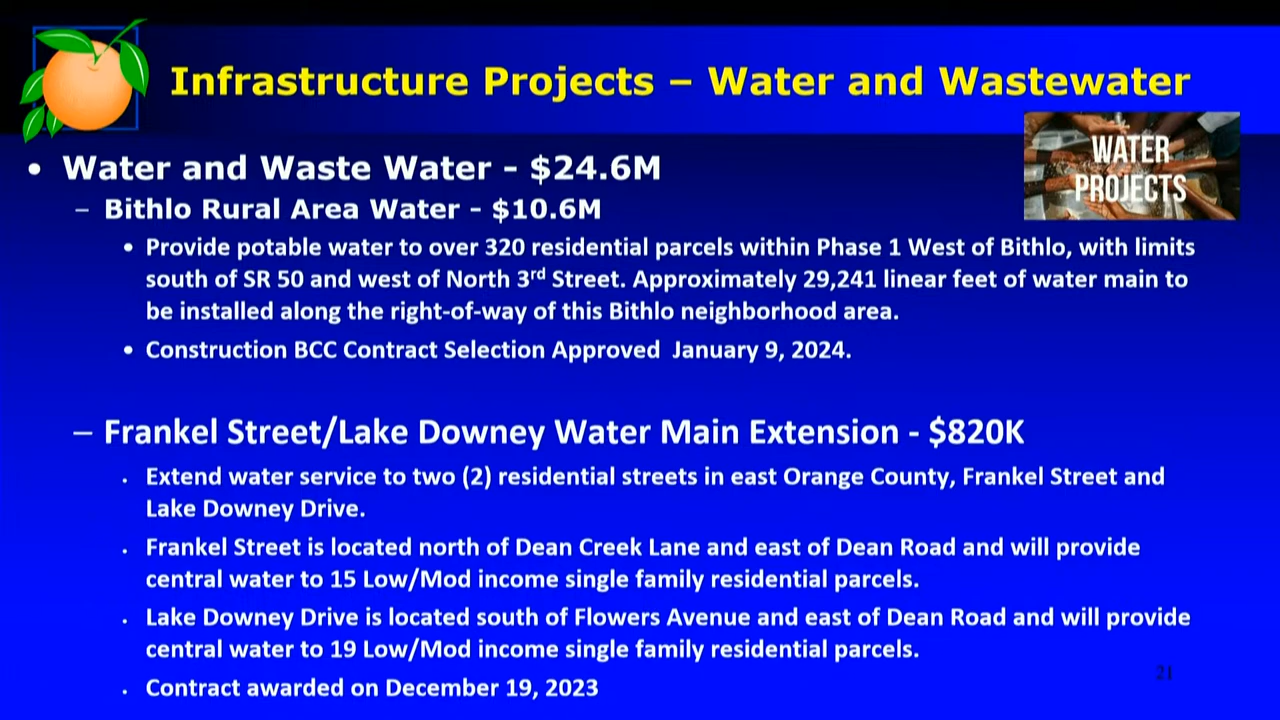 Infrastructure Projects – Water and Wastewater
WATER
PROJECTS
• Water and Waste Water - $24.6M
– Bithlo Rural Area Water - $10.6M
• Provide potable water to over 320 residential parcels within Phase 1 West of Bithlo, with limits
south of SR 50 and west of North 3rd Street. Approximately 29,241 linear feet of water main to
be installed along the right-of-way of this Bithlo neighborhood area.
• Construction BCC Contract Selection Approved January 9, 2024.
– Frankel Street/Lake Downey Water Main Extension - $820K
• Extend water service to two (2) residential streets in east Orange County, Frankel Street and
Lake Downey Drive.
• Frankel Street is located north of Dean Creek Lane and east of Dean Road and will provide
central water to 15 Low/Mod income single family residential parcels.
• Lake Downey Drive is located south of Flowers Avenue and east of Dean Road and will provide
central water to 19 Low/Mod income single family residential parcels.
• Contract awarded on December 19, 2023
21